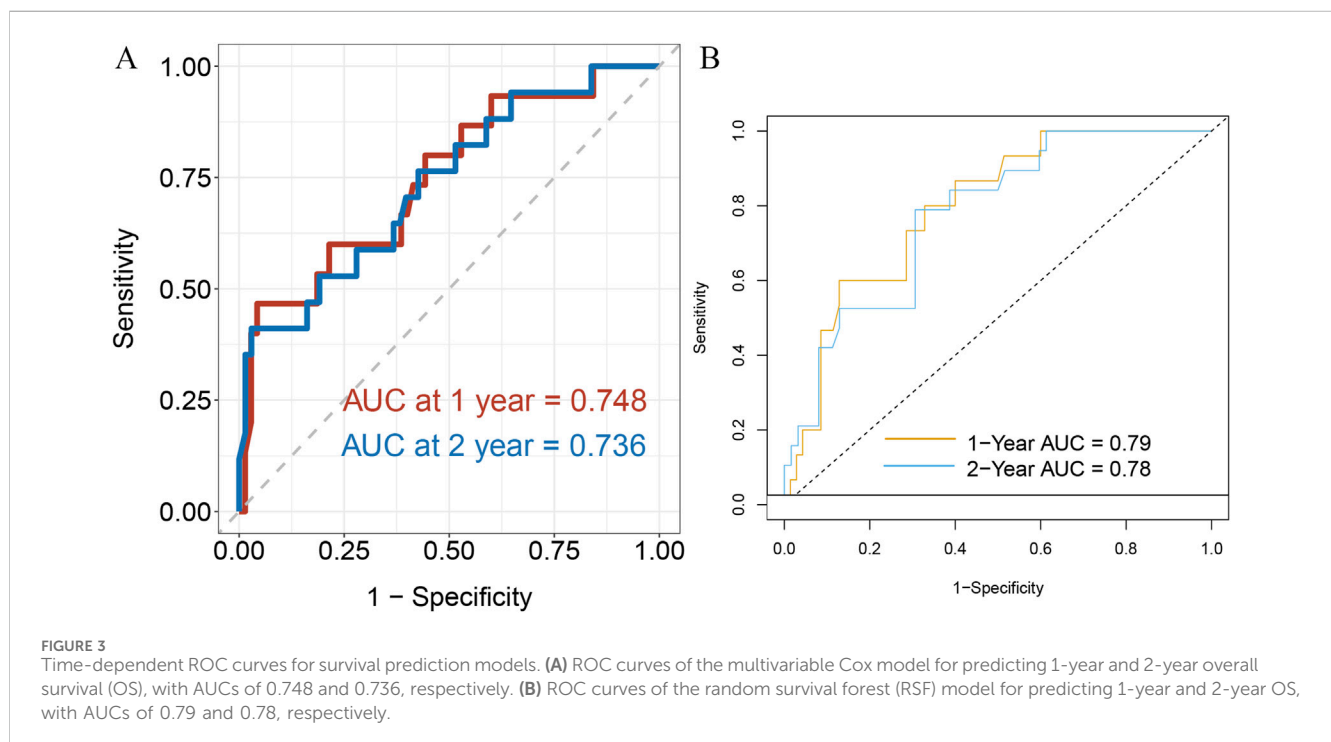 A
1.00
0.75
0.50
0.25
0.00
Sensitivity
AUC at 1 year = 0.748
AUC at 2 year = 0.736
0.00 0.25 0.50 0.75 1.00
1 − Specificity
B
1.0
0.8
0.6
0.4
0.2
0.0
Sensitivity
1−Year AUC = 0.79
2−Year AUC = 0.78
0.0 0.2 0.4 0.6 0.8 1.0
1−Specificity
FIGURE 3
Time-dependent ROC curves for survival prediction models. (A) ROC curves of the multivariable Cox model for predicting 1-year and 2-year overall
survival (OS), with AUCs of 0.748 and 0.736, respectively. (B) ROC curves of the random survival forest (RSF) model for predicting 1-year and 2-year OS,
with AUCs of 0.79 and 0.78, respectively.